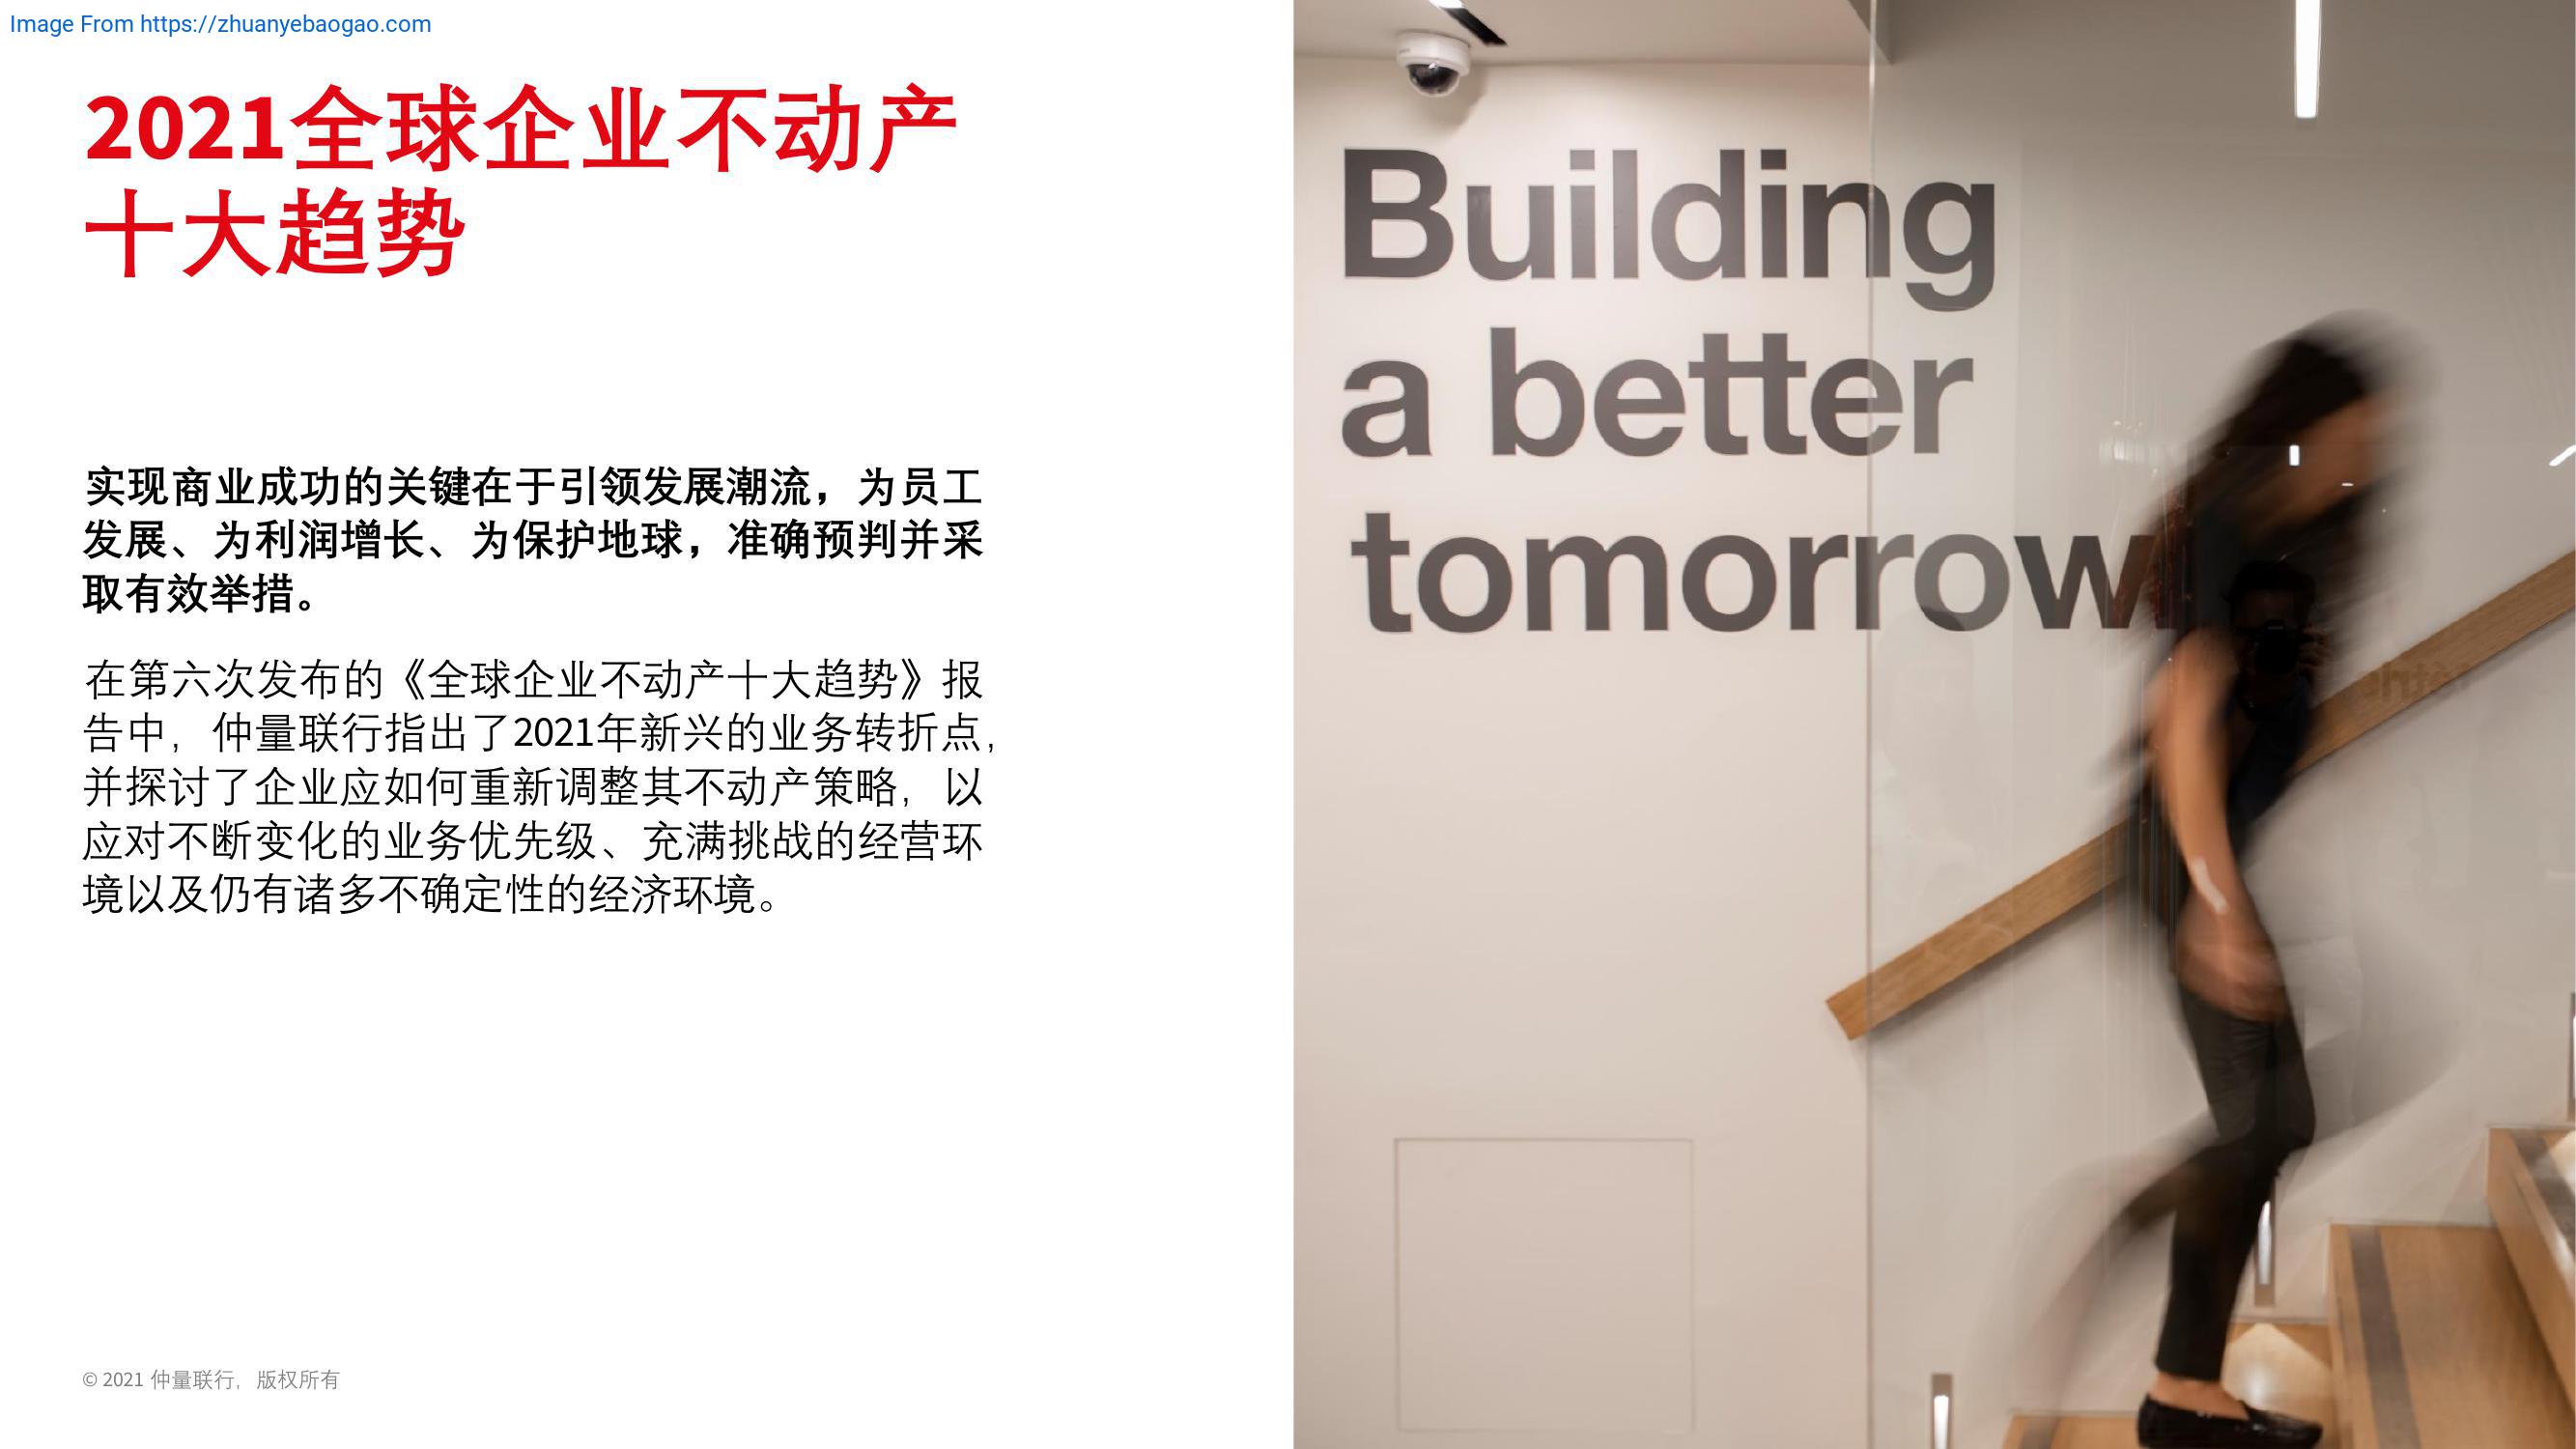 Image From https://zhuanyebaogao.com
2021全球企业不动产
十大趋势
实现商业成功的关键在于引领发展潮流，为员工
发展、为利润增长、为保护地球，准确预判并采
取有效举措。
在第六次发布的《全球企业不动产十大趋势》报
告中，仲量联行指出了2021年新兴的业务转折点，
并探讨了企业应如何重新调整其不动产策略，以
应对不断变化的业务优先级、充满挑战的经营环
境以及仍有诸多不确定性的经济环境。
© 2021 仲量联行，版权所有
Building
a better
tomorrow